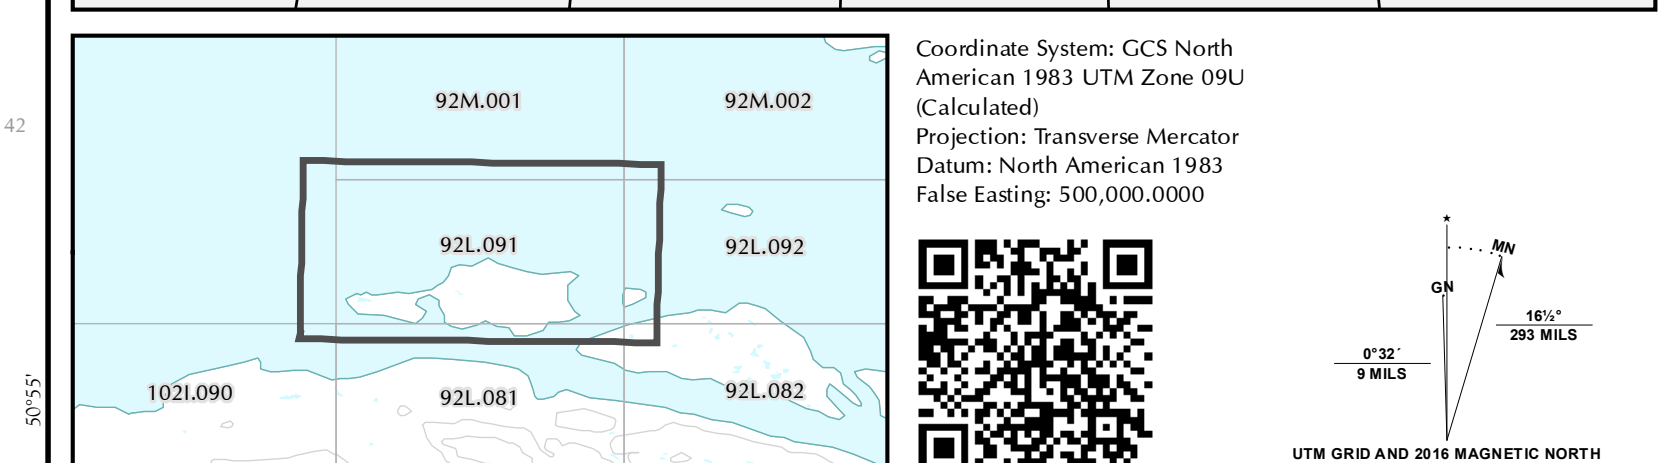 42
50°55'
92M.001
92M.002
92L.091
92L.092
102I.090
92L.081
92L.082
Coordinate System: GCS North
American 1983 UTM Zone 09U
(Calculated)
Projection: Transverse Mercator
Datum: North American 1983
False Easting: 500,000.0000
MN
GN
16½°
293 MILS
0°32´
9 MILS
UTM GRID AND 2016 MAGNETIC NORTH